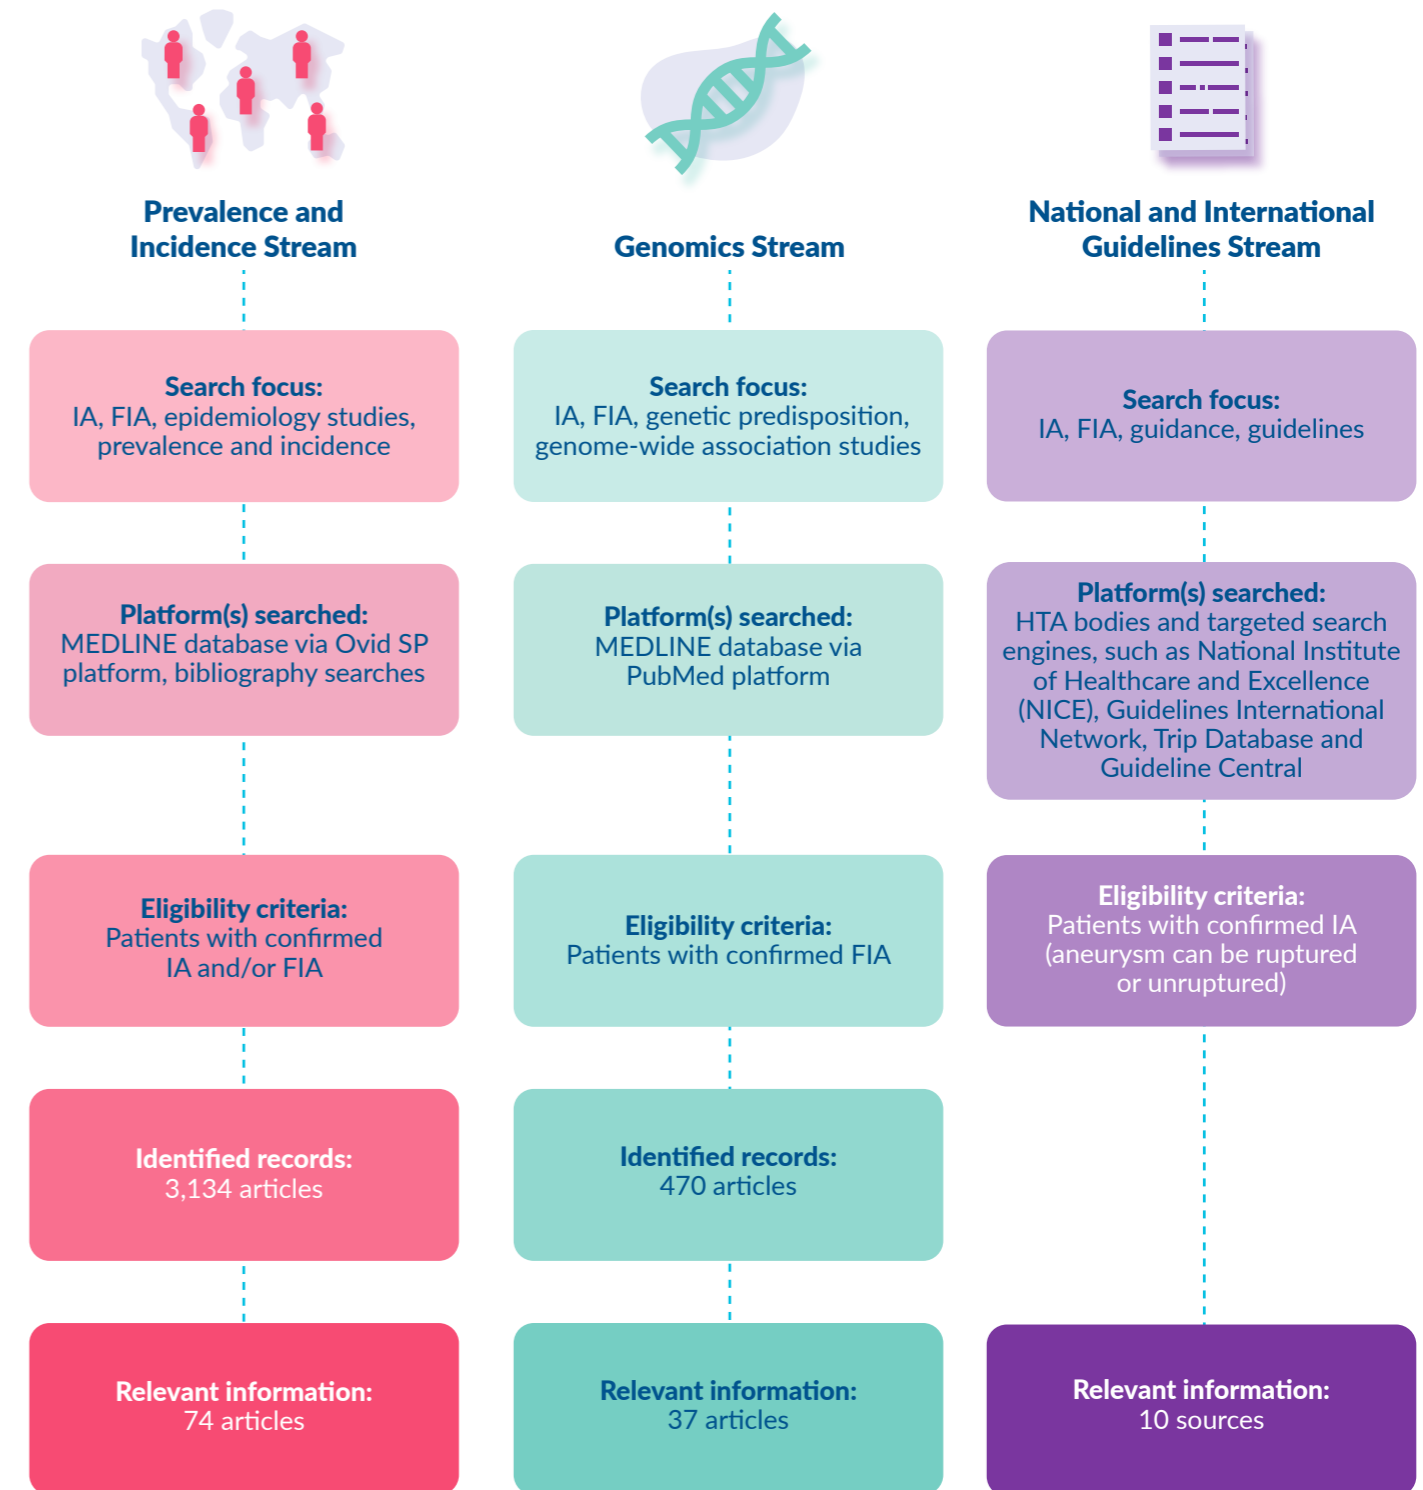 Prevalence and
Incidence Stream
Search focus:
IA, FIA, epidemiology studies,
prevalence and incidence
Platform(s) searched:
MEDLINE database via Ovid SP
platform, bibliography searches
Eligibility criteria:
Patients with confirmed
IA and/or FIA
Identified records:
3,134 articles
Relevant information:
74 articles
Genomics Stream
Search focus:
IA, FIA, genetic predisposition,
genome-wide association studies
Platform(s) searched:
MEDLINE database via
PubMed platform
Eligibility criteria:
Patients with confirmed FIA
Identified records:
470 articles
Relevant information:
37 articles
National and International
Guidelines Stream
Search focus:
IA, FIA, guidance, guidelines
Platform(s) searched:
HTA bodies and targeted search
engines, such as National Institute
of Healthcare and Excellence
(NICE), Guidelines International
Network, Trip Database and
Guideline Central
Eligibility criteria:
Patients with confirmed IA
(aneurysm can be ruptured
or unruptured)
Relevant information:
10 sources